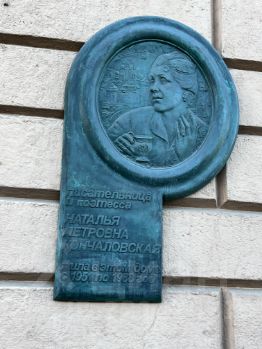 писательница
и поэтесса
НАТАЛЬЯ
ПЕТРОВНА
КОНЧАЛОВСКАЯ
жила в этом доме